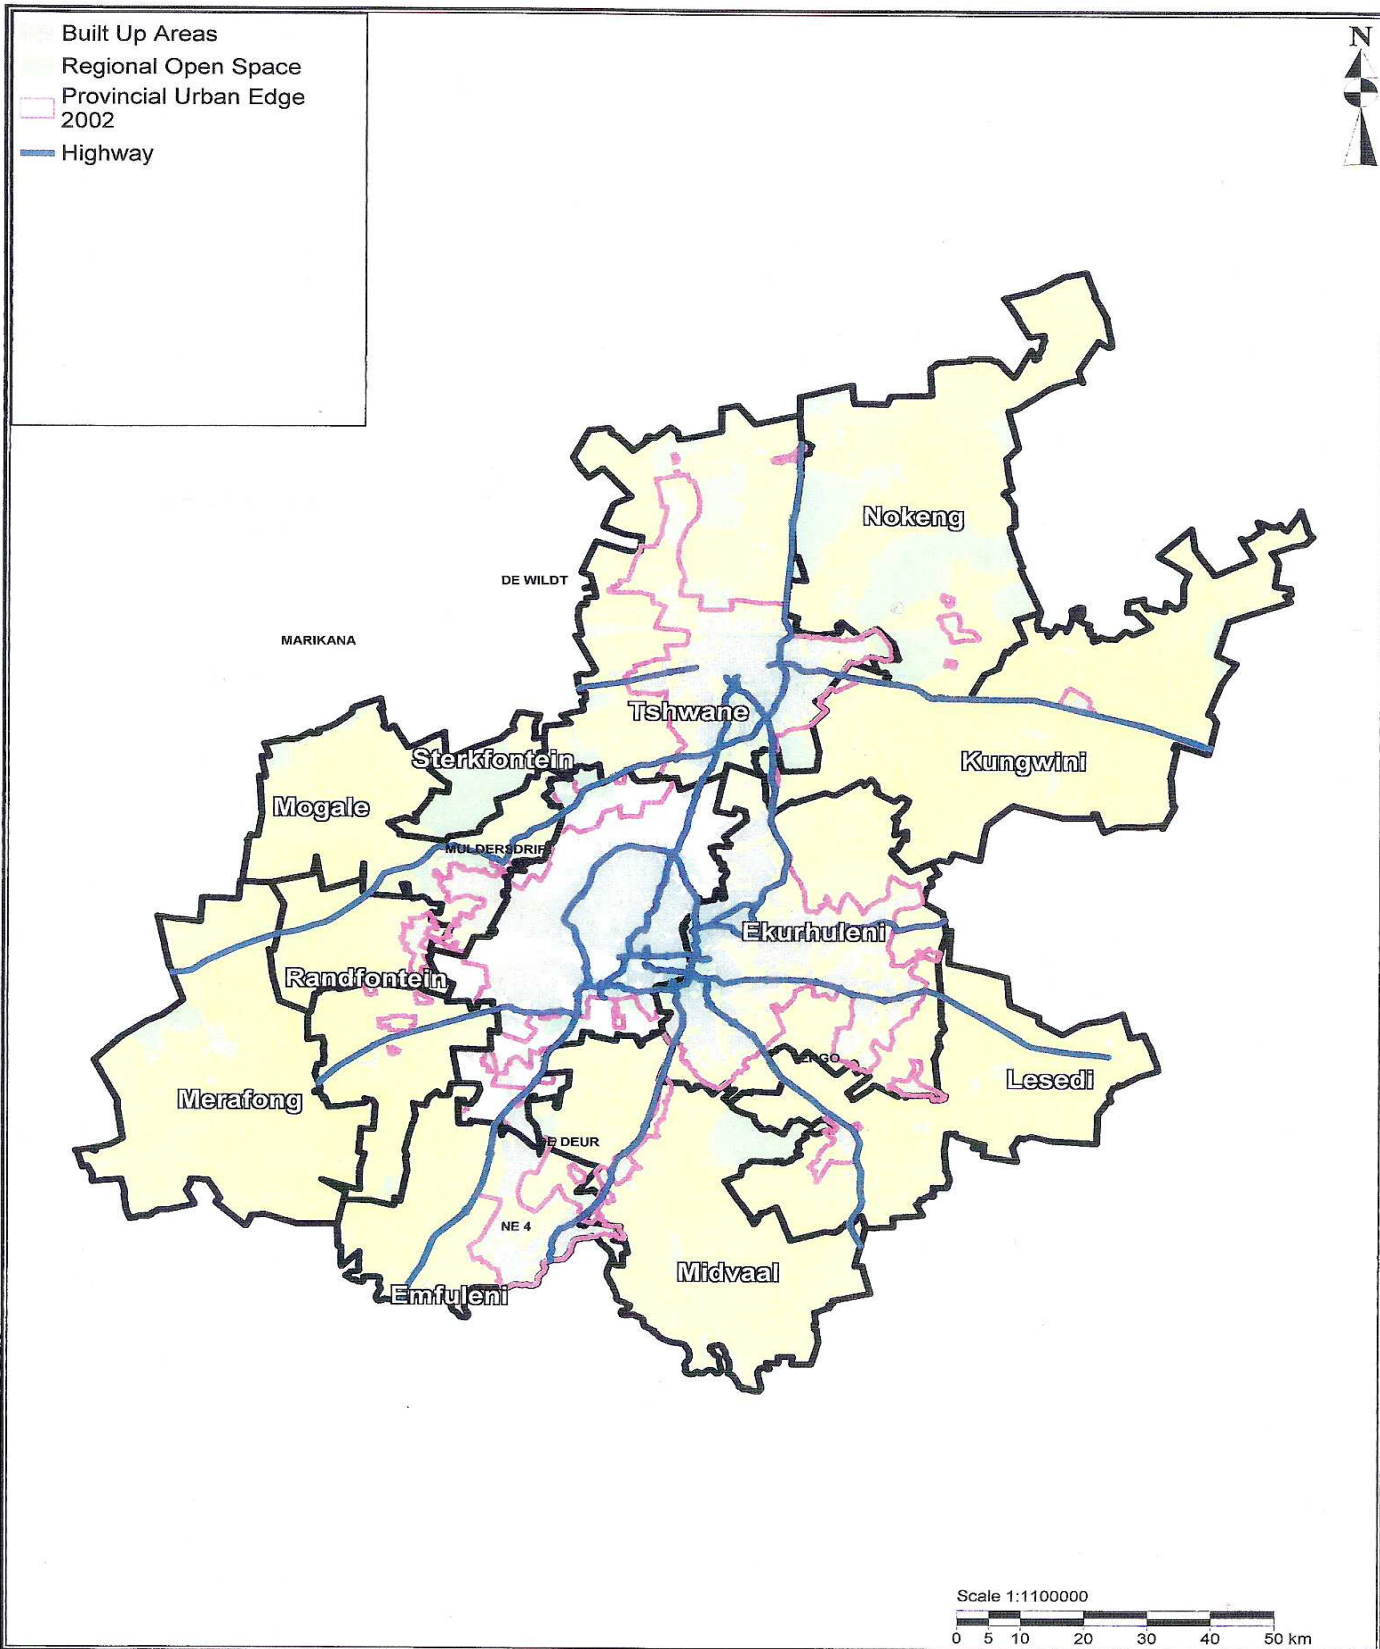 Built Up Areas
Regional Open Space
Provincial Urban Edge
2002
Highway
N
Nokeng
DE WILDT
MARIKANA
Tshwane
Sterkfontein
Kungwini
Mogale
Ekurhuleni
Randfontein
Lesedi
Merafong
DEUR
NE 4
Midvaal
Emfuleni
Scale 1:1100000
0 5 10 20 30 40 50 km